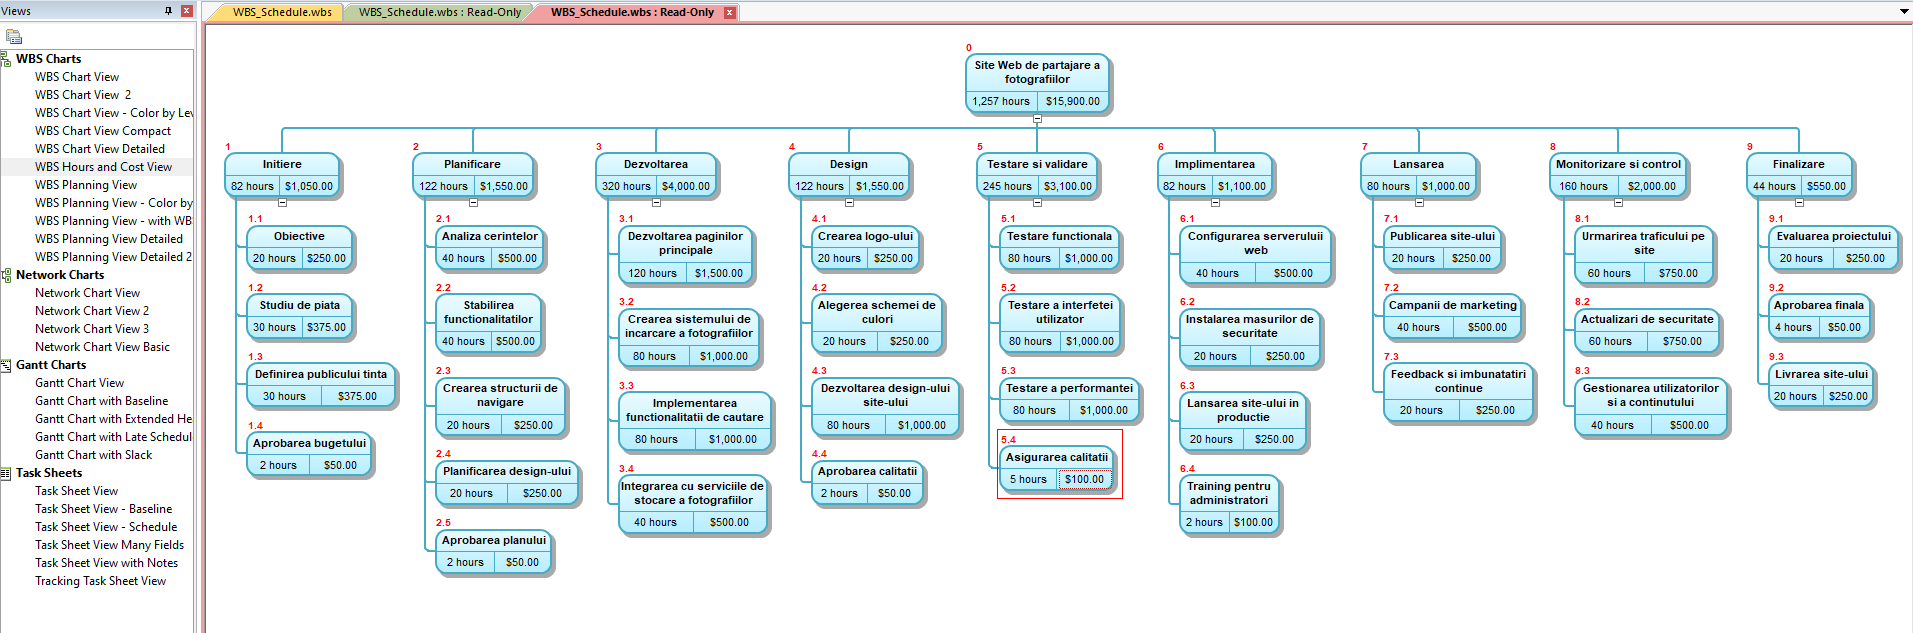 Views
WBS_Schedule.wbs
WBS_Schedule.wbs : Read-Only
WBS_Schedule.wbs : Read-Only
WBS Charts
WBS Chart View
WBS Chart View 2
WBS Chart View - Color by Lev
WBS Chart View Compact
WBS Chart View Detailed
WBS Hours and Cost View
WBS Planning View
WBS Planning View - Color by
WBS Planning View - with WB
WBS Planning View Detailed
WBS Planning View Detailed 2
Network Charts
Network Chart View
Network Chart View 2
Network Chart View 3
Network Chart View Basic
Gantt Charts
Gantt Chart View
Gantt Chart with Baseline
Gantt Chart with Extended He
Gantt Chart with Late Schedul
Gantt Chart with Slack
Task Sheets
Task Sheet View
Task Sheet View - Baseline
Task Sheet View - Schedule
Task Sheet View Many Fields
Task Sheet View with Notes
Tracking Task Sheet View
0
Site Web de partajare a
fotografiilor
1,257 hours $15,900.00
1
Initiere
82 hours $1,050.00
1.1
Obiective
20 hours $250.00
1.2
Studiu de piata
30 hours $375.00
1.3
Definirea publicului tinta
30 hours $375.00
1.4
Aprobarea bugetului
2 hours $50.00
2
Planificare
122 hours $1,550.00
2.1
Analiza cerintelor
40 hours $500.00
2.2
Stabilirea
functionalitatilor
40 hours $500.00
2.3
Crearea structurii de
navigare
20 hours $250.00
2.4
Planificarea design-ului
20 hours $250.00
2.5
Aprobarea planului
2 hours $50.00
3
Dezvoltarea
320 hours $4,000.00
3.1
Dezvoltarea paginilor
principale
120 hours $1,500.00
3.2
Crearea sistemului de
incarcare a fotografiilor
80 hours $1,000.00
3.3
Implementarea
functionalitatii de cautare
80 hours $1,000.00
3.4
Integrarea cu serviciile de
stocare a fotografiilor
40 hours $500.00
4
Design
122 hours $1,550.00
4.1
Crearea logo-ului
20 hours $250.00
4.2
Alegerea schemei de
culori
20 hours $250.00
4.3
Dezvoltarea design-ului
site-ului
80 hours $1,000.00
4.4
Aprobarea calitatii
2 hours $50.00
5
Testare si validare
245 hours $3,100.00
5.1
Testare functionala
80 hours $1,000.00
5.2
Testare a interfetei
utilizator
80 hours $1,000.00
5.3
Testare a performantei
80 hours $1,000.00
5.4
Asigurarea calitatii
5 hours $100.00
6
Implimentarea
82 hours $1,100.00
6.1
Configurarea serveruluii
web
40 hours $500.00
6.2
Instalarea masurilor de
securitate
20 hours $250.00
6.3
Lansarea site-ului in
productie
20 hours $250.00
6.4
Training pentru
administratori
2 hours $100.00
7
Lansarea
80 hours $1,000.00
7.1
Publicarea site-ului
20 hours $250.00
7.2
Campanii de marketing
40 hours $500.00
7.3
Feedback si imbunatatiri
continue
20 hours $250.00
8
Monitorizare si control
160 hours $2,000.00
8.1
Urmarirea traficului pe
site
60 hours $750.00
8.2
Actualizari de securitate
60 hours $750.00
8.3
Gestionarea utilizatorilor
si a continutului
40 hours $500.00
9
Finalizare
44 hours $550.00
9.1
Evaluarea proiectului
20 hours $250.00
9.2
Aprobarea finala
4 hours $50.00
9.3
Livrarea site-ului
20 hours $250.00